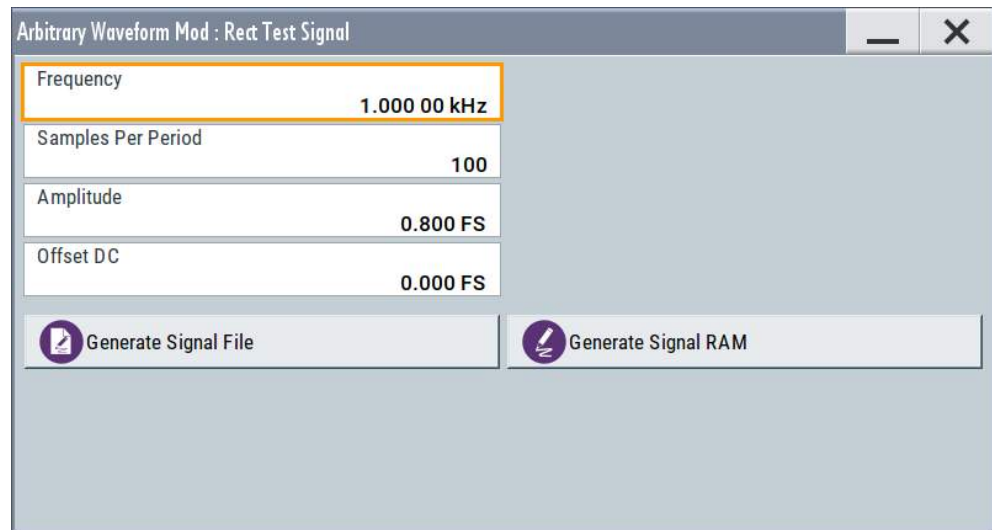 Arbitrary Waveform Mod : Rect Test Signal
Frequency
1.000 00 kHz
Samples Per Period
100
Amplitude
0.800 FS
Offset DC
0.000 FS
Generate Signal File
Generate Signal RAM